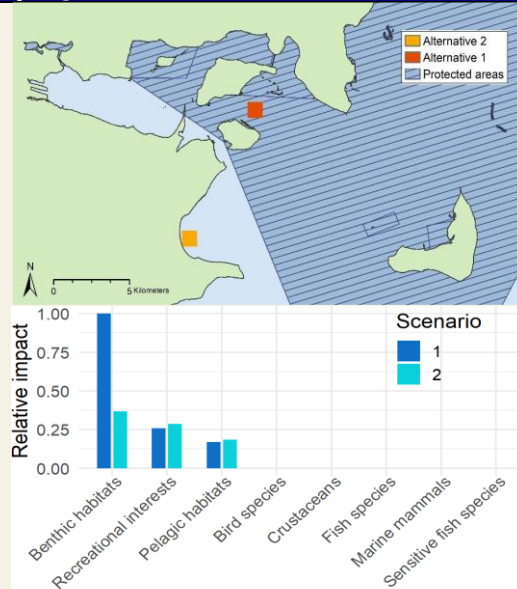 Alternative 2
Alternative 1
Protected areas
N
0 5 Kilometers
1.00
0.75
0.50
0.25
0.00
Relative impact
Scenario
1
2
Benthic habitats
Recreational interests
Pelagic habitats
Bird species
Crustaceans
Fish species
Marine mammals
Sensitive fish species